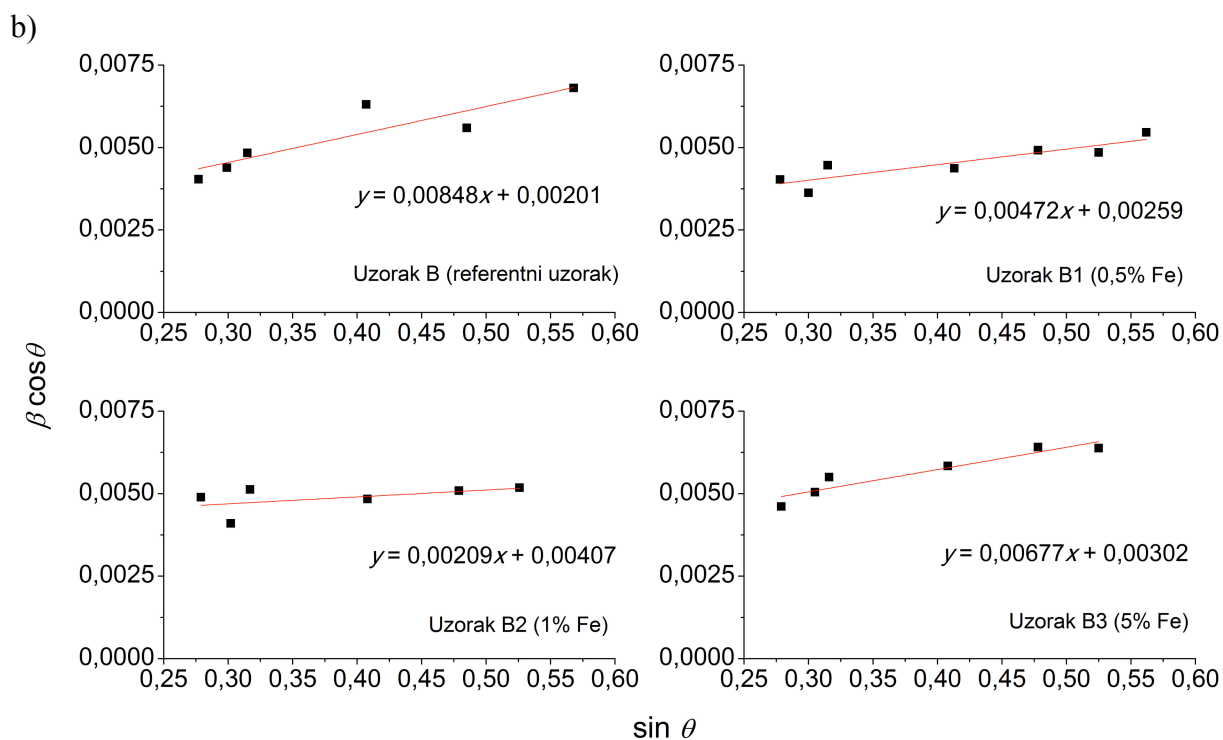 b)
0,0075
0,0050
0,0025
0,0000
y = 0,00848x + 0,00201
Uzorak B (referentni uzorak)
0,25 0,30 0,35 0,40 0,45 0,50 0,55 0,60
0,0075
0,0050
0,0025
0,0000
y = 0,00472x + 0,00259
Uzorak B1 (0,5% Fe)
0,25 0,30 0,35 0,40 0,45 0,50 0,55 0,60
β cosθ
0,0075
0,0050
0,0025
0,0000
y = 0,00209x + 0,00407
Uzorak B2 (1% Fe)
0,25 0,30 0,35 0,40 0,45 0,50 0,55 0,60
0,0075
0,0050
0,0025
0,0000
y = 0,00677x + 0,00302
Uzorak B3 (5% Fe)
0,25 0,30 0,35 0,40 0,45 0,50 0,55 0,60
sin θ